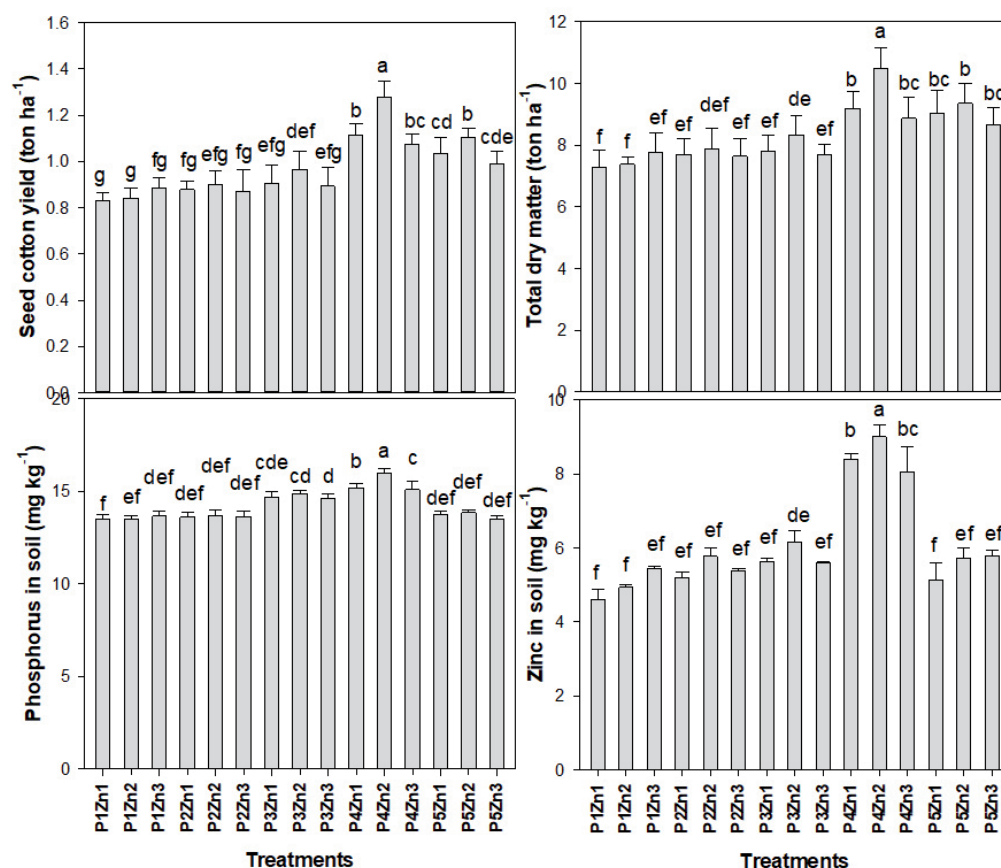 Seed cotton yield (ton ha-1)
1.6
1.4
1.2
1.0
0.8
0.6
0.4
0.2
0.0
g
g
fg
fg
efg
fg
efg
def
efg
b
a
bc
cd
b
cde
Total dry matter (ton ha-1)
12
10
8
6
4
2
0
f
f
ef
ef
def
ef
ef
de
ef
b
a
bc
bc
b
bc
Phosphorus in soil (mg kg-1)
20
15
10
5
0
f
ef
def
def
def
def
cde
cd
d
b
a
c
def
def
def
P1Zn1
P1Zn2
P1Zn3
P2Zn1
P2Zn2
P2Zn3
P3Zn1
P3Zn2
P3Zn3
P4Zn1
P4Zn2
P4Zn3
P5Zn1
P5Zn2
P5Zn3
Treatments
Zinc in soil (mg kg-1)
10
8
6
4
2
0
f
f
ef
ef
ef
ef
ef
de
ef
b
a
bc
f
ef
ef
P1Zn1
P1Zn2
P1Zn3
P2Zn1
P2Zn2
P2Zn3
P3Zn1
P3Zn2
P3Zn3
P4Zn1
P4Zn2
P4Zn3
P5Zn1
P5Zn2
P5Zn3
Treatments